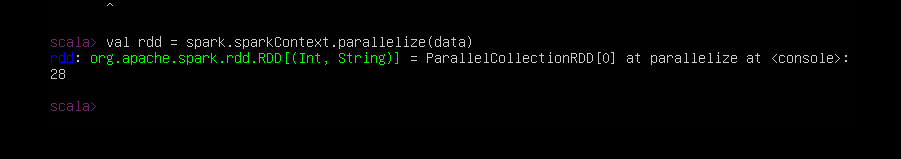 ^
scala> val rdd = spark.sparkContext.parallelize(data)
rdd: org.apache.spark.rdd.RDD[(Int, String)] = ParallelCollectionRDD[0] at parallelize at <console>:
28
scala>